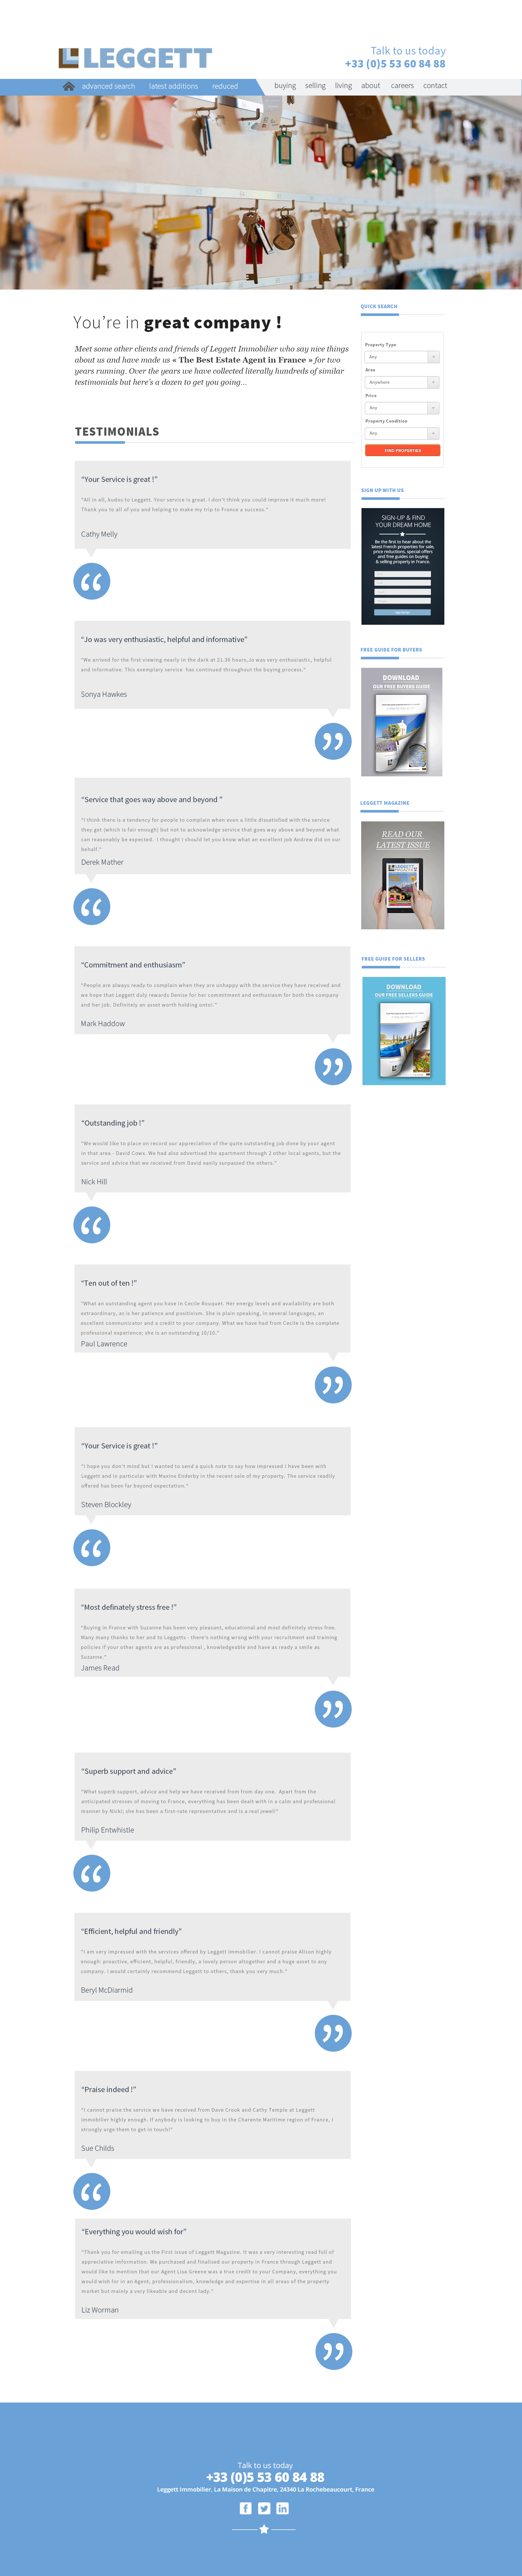 LEGGETT
Talk to us today
+33 (0)5 53 60 84 88
advanced search latest additions reduced buying selling living about careers contact
You're in great company !
Meet some other clients and friends of Leggett Immobilier who say nice things
about us and have made us « The Best Estate Agent in France » for two
years running. Over the years we have collected literally hundreds of similar
testimonials but here's a dozen to get you going...
TESTIMONIALS
"Your Service is great !"
"All in all, kudos to Leggett. Your service is great. I don't think you could improve it much more!
Thank you to all of you and helping to make my trip to France a success."
Cathy Melly
"Jo was very enthusiastic, helpful and informative"
"We arrived for the first viewing nearly in the dark at 21.30 hours,Jo was very enthusiastic, helpful
and informative. This exemplary service has continued throughout the buying process."
Sonya Hawkes
"Service that goes way above and beyond "
"I think there is a tendency for people to complain when even a little dissatisfied with the service
they get (which is fair enough) but not to acknowledge service that goes above and beyond what
can reasonably be expected. I thought I should let you know what an excellent job Andrew did on our
behalf."
Derek Mather
"Commitment and enthusiasm"
"People are always ready to complain when they are unhappy with the service they have received and
we hope that Leggett duly rewards Denise for her commitment and enthusiasm for both the company
and her job. Definitely an asset worth holding onto!."
Mark Haddow
"Outstanding job !"
"We would like to place on record our appreciation of the quite outstanding job done by your agent
in that area - David Cows. We had also advertised the apartment through 2 other local agents, but the
service and advice that we received from David easily surpassed the others."
Nick Hill
"Ten out of ten !"
"What an outstanding agent you have in Cecile Rouquet. Her energy levels and availability are both
extraordinary, as is her patience and positivism. She is plain speaking, in several languages, an
excellent communicator and a credit to your company. What we have had from Cecile is the complete
professional experience; she is an outstanding 10/10."
Paul Lawrence
"Your Service is great !"
"I hope you don't mind but I wanted to send a quick note to say how impressed I have been with
Leggett and in particular with Maxine Enderby in the recent sale of my property. The service readily
offered has been far beyond expectation."
Steven Blockley
"Most definately stress free !"
"Buying in France with Suzanne has been very pleasant, educational and most definitely stress free.
Many many thanks to her and to Leggetts - there's nothing wrong with your recruitment and training
policies if your other agents are as professional , knowledgeable and have as ready a smile as
Suzanne."
James Read
"Superb support and advice"
"What superb support, advice and help we have received from from day one. Apart from the
anticipated stresses of moving to France, everything has been dealt with in a calm and professional
manner by Nicki; she has been a first-rate representative and is a real jewel!"
Philip Entwhistle
"Efficient, helpful and friendly"
"I am very impressed with the services offered by Leggett Immobilier. I cannot praise Alison highly
enough: proactive, efficient, helpful, friendly, a lovely person altogether and a huge asset to any
company. I would certainly recommend Leggett to others, thank you very much."
Beryl McDiarmid
"Praise indeed !"
"I cannot praise the service we have received from Dave Crook and Cathy Temple at Leggett
Immobilier highly enough. If anybody is looking to buy in the Charente Maritime region of France, I
strongly urge them to get in touch!"
Sue Childs
"Everything you would wish for"
"Thank you for emailing us the First issue of Leggett Magazine. It was a very interesting read full of
appreciative imformation. We purchased and finalised our property in France through Leggett and
would like to mention that our Agent Lisa Greene was a true credit to your Company, everything you
would wish for in an Agent, professionalism, knowledge and expertise in all areas of the property
market but mainly a very likeable and decent lady."
Liz Worman
QUICK SEARCH
Property Type
Any
Area
Anywhere
Price
Any
Property Condition
Any
FIND PROPERTIES
SIGN UP WITH US
SIGN-UP & FIND
YOUR DREAM HOME
Be the first to hear about the
latest French properties for sale,
price reductions, special offers
and free guides on buying
& selling property in France.
FREE GUIDE FOR BUYERS
DOWNLOAD
OUR FREE BUYERS GUIDE
LEGGETT MAGAZINE
READ OUR
LATEST ISSUE
LEGGETT
FREE GUIDE FOR SELLERS
DOWNLOAD
OUR FREE SELLERS GUIDE
Talk to us today
+33 (0)5 53 60 84 88
Leggett Immobilier, La Maison de Chapitre, 24340 La Rochebeaucourt, France